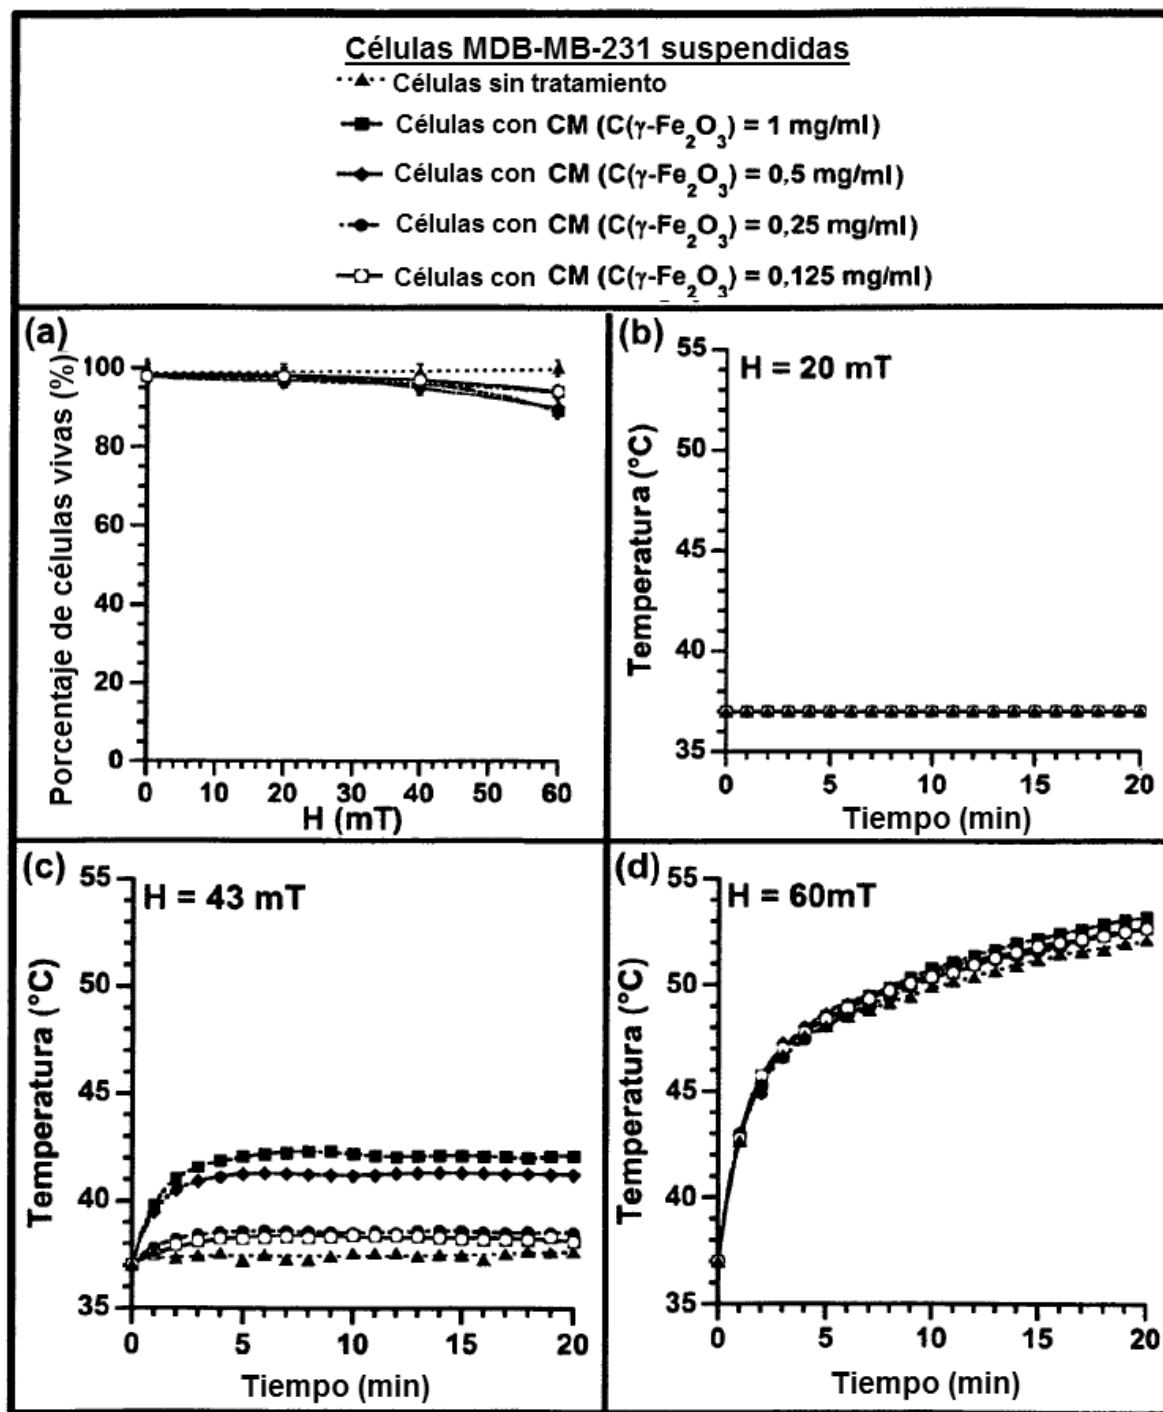 Células MDB-MB-231 suspendidas
Células sin tratamiento
Células con CM (C(γ-Fe₂O₃) = 1 mg/ml)
Células con CM (C(γ-Fe₂O₃) = 0,5 mg/ml)
Células con CM (C(γ-Fe₂O₃) = 0,25 mg/ml)
Células con CM (C(γ-Fe₂O₃) = 0,125 mg/ml)
(a)
Porcentaje de células vivas (%)
100
80
60
40
20
0
0 10 20 30 40 50 60
H (mT)
(b)
H = 20 mT
Temperatura (°C)
55
50
45
40
35
0 5 10 15 20
Tiempo (min)
(c)
H = 43 mT
Temperatura (°C)
55
50
45
40
35
0 5 10 15 20
Tiempo (min)
(d)
H = 60mT
Temperatura (°C)
55
50
45
40
35
0 5 10 15 20
Tiempo (min)